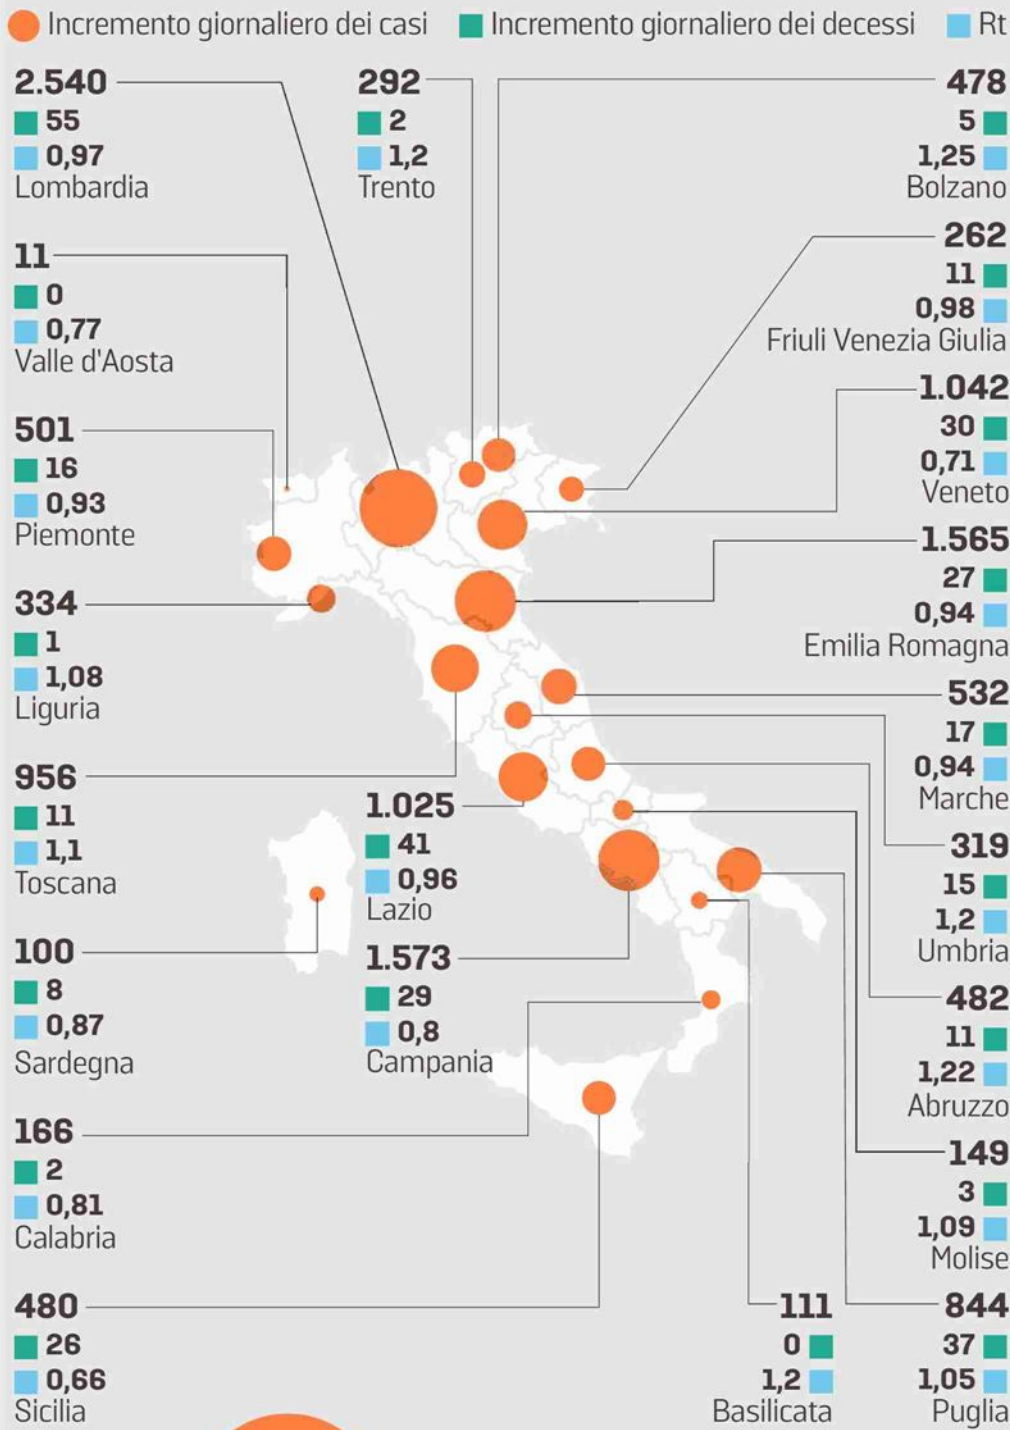 Incremento giornaliero dei casi
Incremento giornaliero dei decessi
Rt
2.540
55
0,97
Lombardia
292
2
1,2
Trento
478
5
1,25
Bolzano
11
0
0,77
Valle d'Aosta
262
11
0,98
Friuli Venezia Giulia
501
16
0,93
Piemonte
1.042
30
0,71
Veneto
334
1
1,08
Liguria
1.565
27
0,94
Emilia Romagna
956
11
1,1
Toscana
1.025
41
0,96
Lazio
532
17
0,94
Marche
100
8
0,87
Sardegna
1.573
29
0,8
Campania
319
15
1,2
Umbria
166
2
0,81
Calabria
482
11
1,22
Abruzzo
149
3
1,09
Molise
480
26
0,66
Sicilia
111
0
1,2
Basilicata
844
37
1,05
Puglia